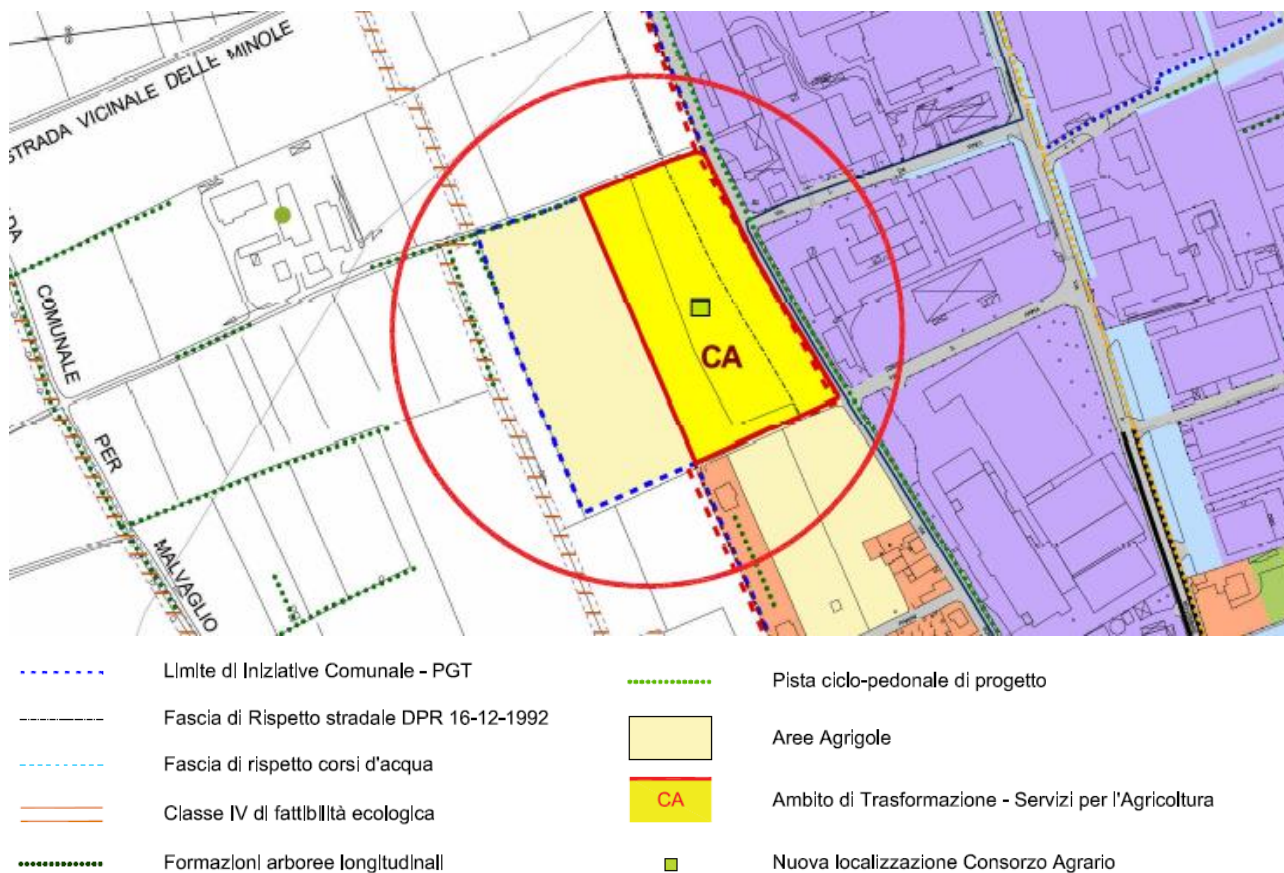 STRADA VICINALE DELLE MINOLE
DA
COMUNALE
PER
MALVAGLIO
CA
Limite di Iniziative Comunale - PGT
Fascia di Rispetto stradale DPR 16-12-1992
Fascia di rispetto corsi d'acqua
Classe IV di fattibilità ecologica
Formazioni arboree longitudinali
Pista ciclo-pedonale di progetto
Aree Agrigole
CA
Ambito di Trasformazione - Servizi per l'Agricoltura
Nuova localizzazione Consorzo Agrario